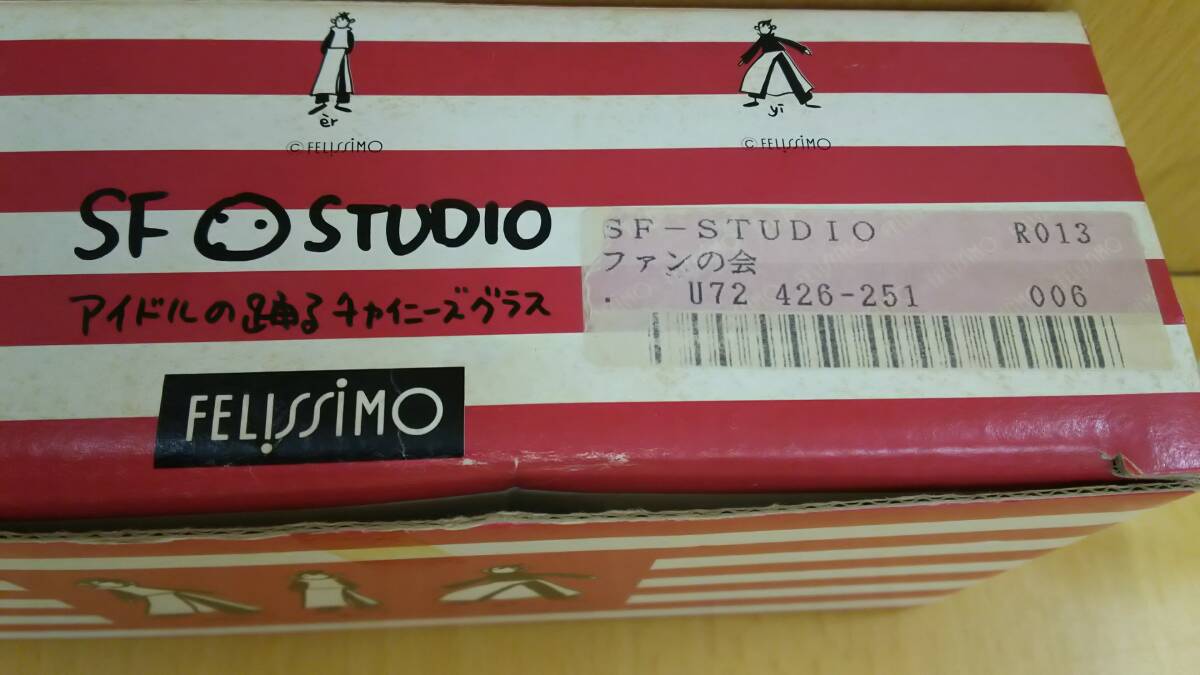 èr
© FELISSIMO
yī
© FELISSIMO
SF STUDIO
アイドルの踊るチャイニーズグラス
FELISSIMO
SF-STUDIO R013
ファンの会
. U72 426-251 006